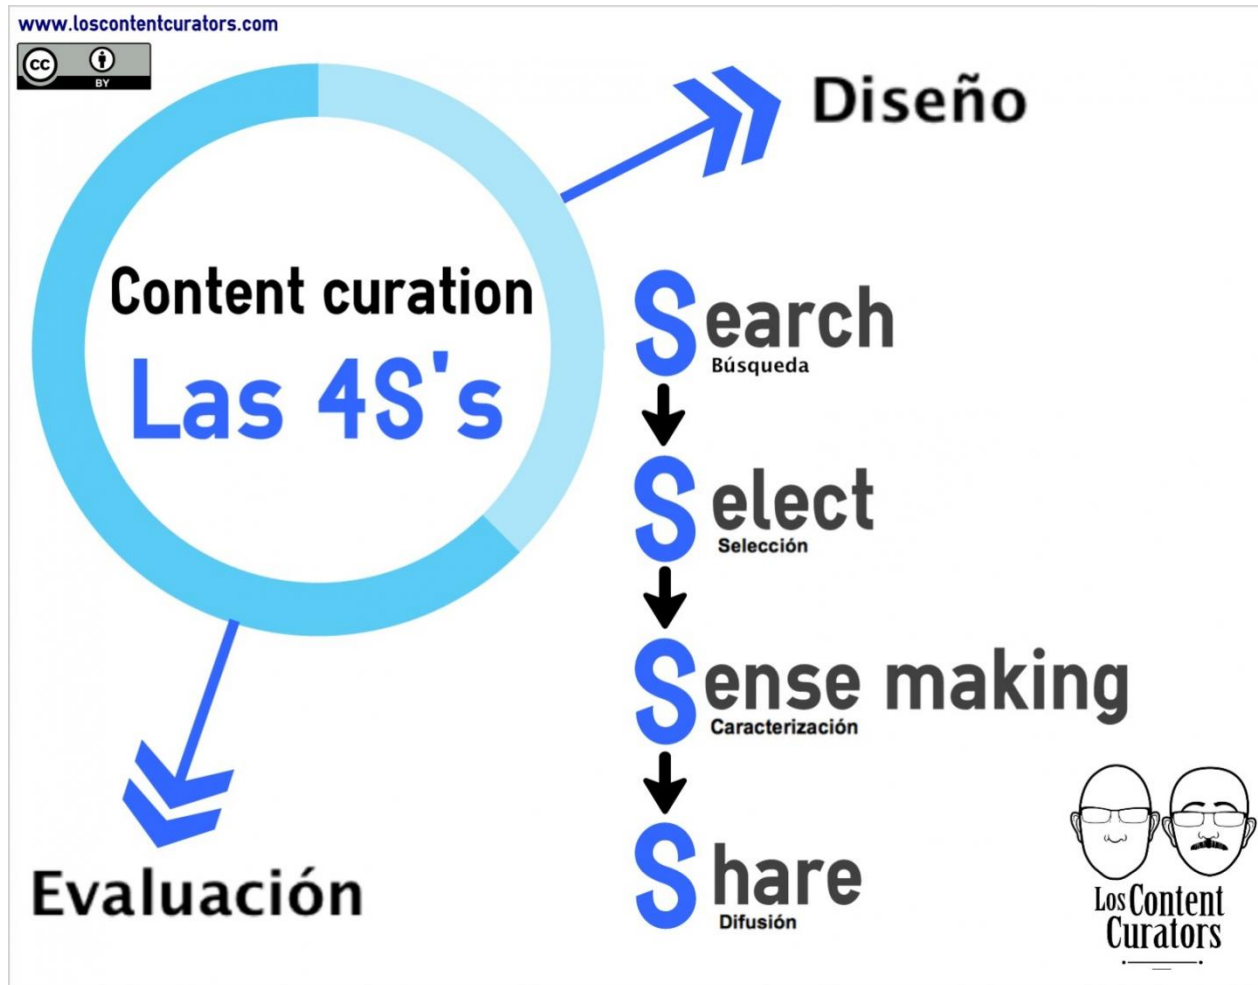 www.loscontentcurators.com
cc
BY
Diseño
Content curation
Las 4S's
Search
Búsqueda
Select
Selección
Sense making
Caracterización
Share
Difusión
Evaluación
Los Content
Curators